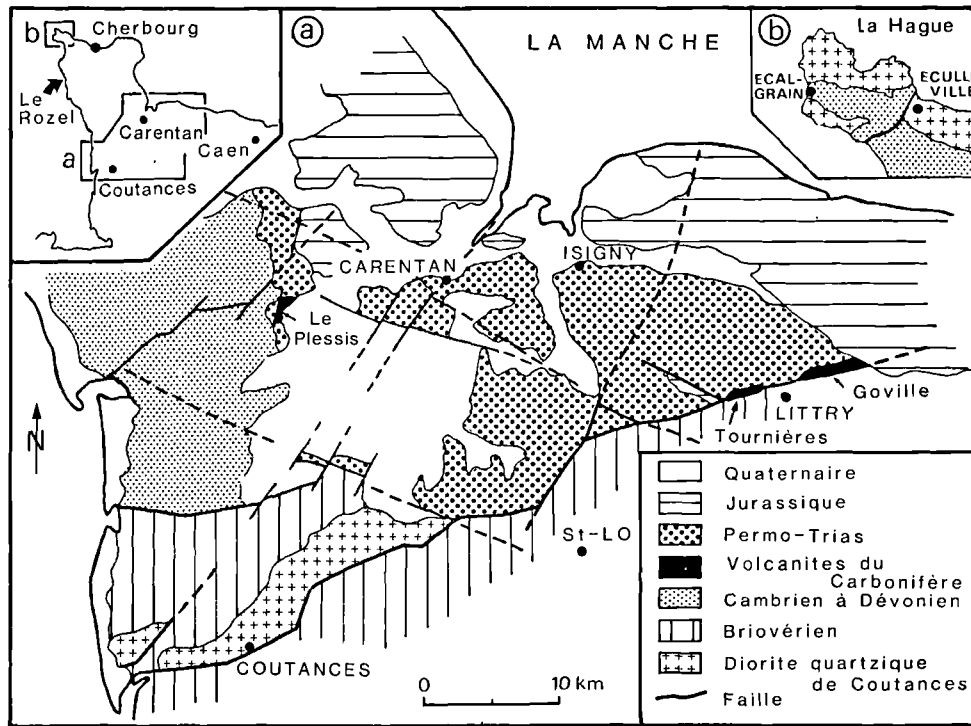 b
Cherbourg
Le
Rozel
Carentan
a
Caen
Coutances
a
LA MANCHE
b
La Hague
ECAL-
GRAIN
ECULLE
VILLE
CARENTAN
ISIGNY
Le
Plessis
Goville
LITTRY
Tournières
N
St-LO
COUTANCES
0 10 km
Quaternaire
Jurassique
Permo-Trias
Volcanites du
Carbonifère
Cambrien à Dévonien
Briovérien
Diorite quartzique
de Coutances
Faille